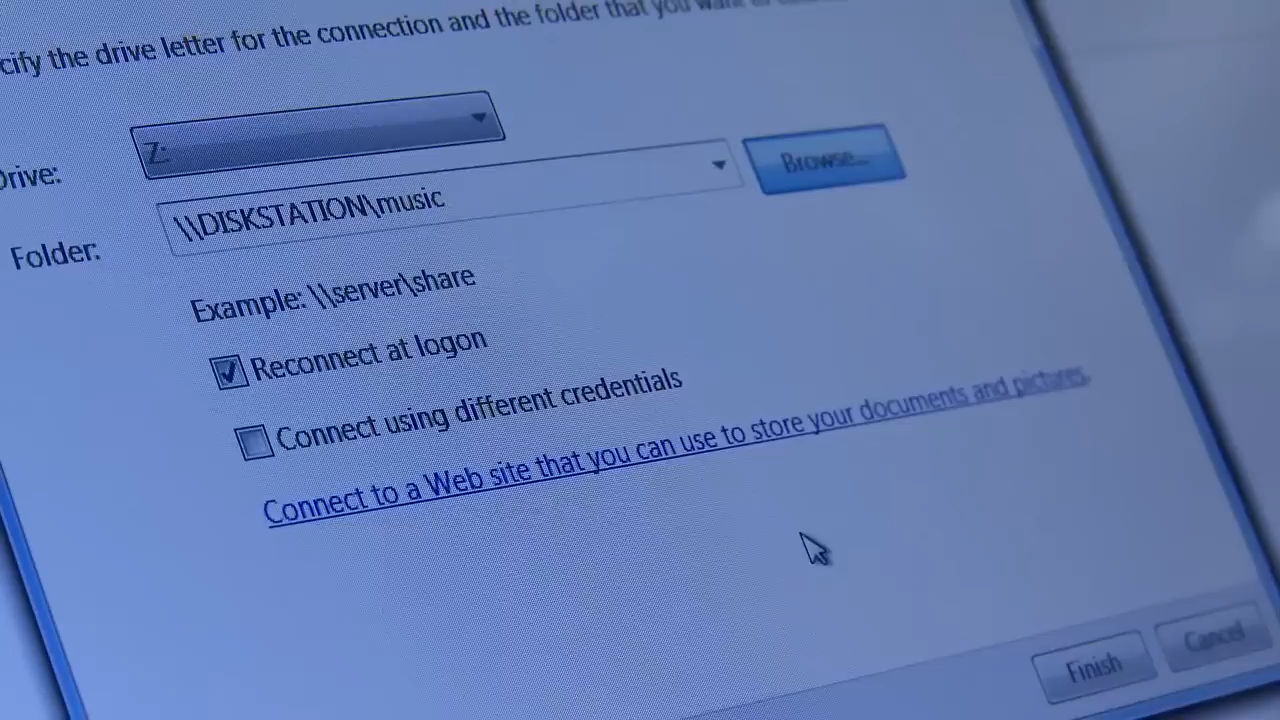 cify the drive letter for the connection and the folder that you want
Drive: Z:
Folder: \\DISKSTATION\music Browse...
Example: \\server\share
Reconnect at logon
Connect using different credentials
Connect to a Web site that you can use to store your documents and pictures.
Finish Cancel